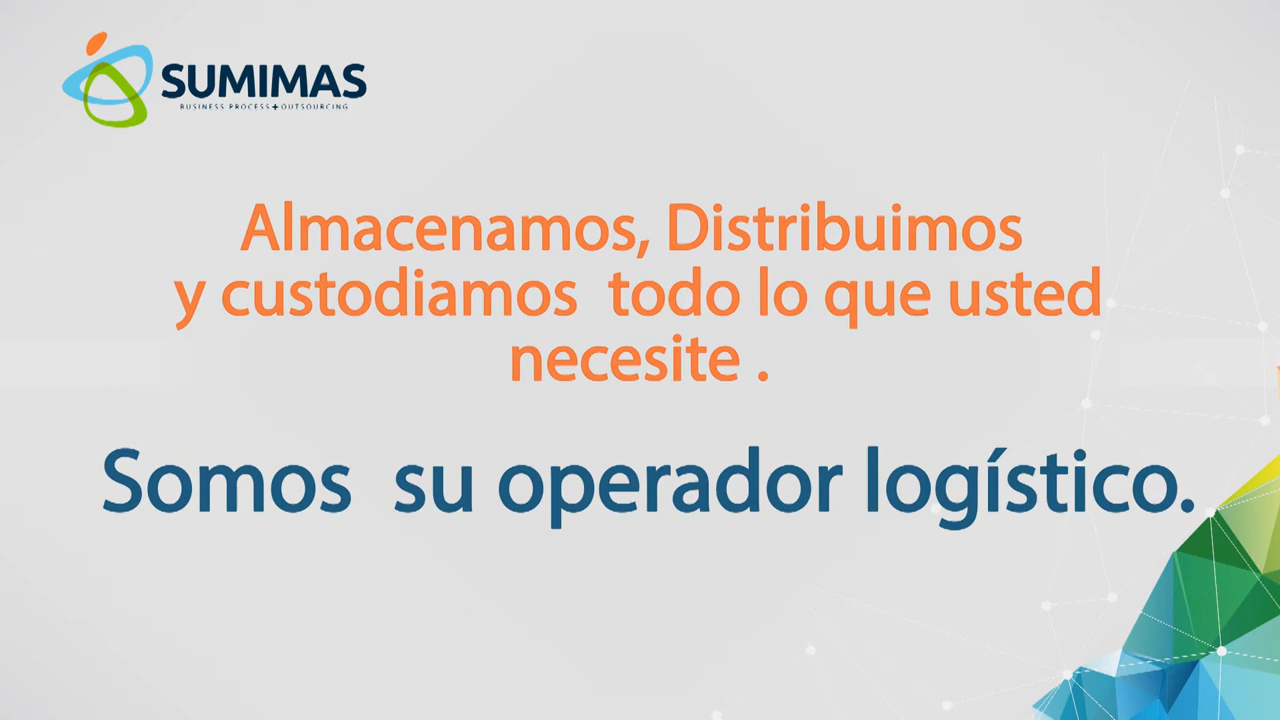 SUMIMAS
BUSINESS PROCESS + OUTSOURCING
Almacenamos, Distribuimos
y custodiamos todo lo que usted
necesite .
Somos su operador logístico.